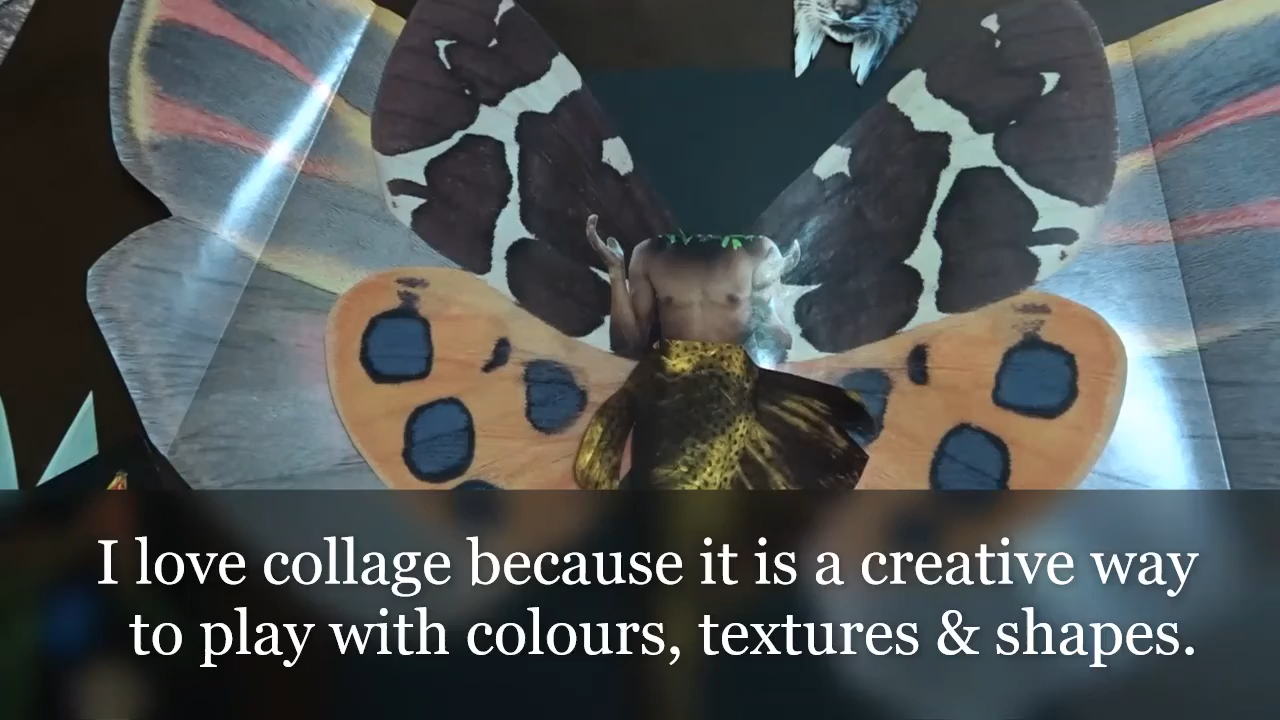 I love collage because it is a creative way
to play with colours, textures & shapes.